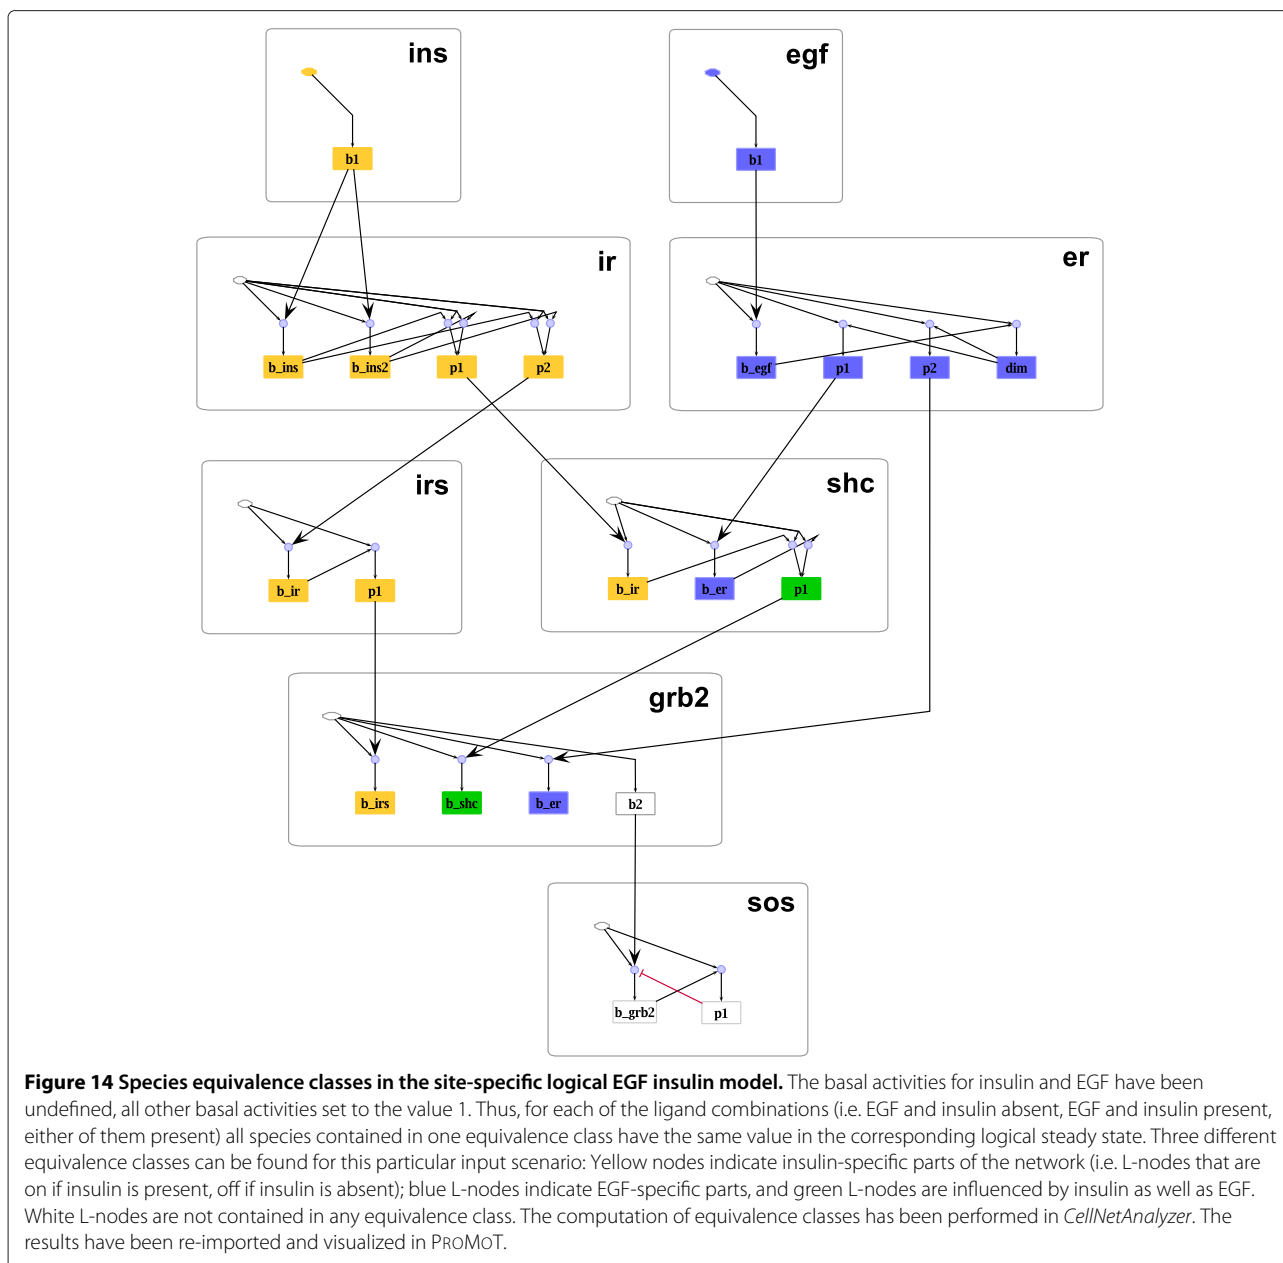 ins
egf
b1
b1
ir
er
b_ins
b_ins2
p1
p2
b_egf
p1
p2
dim
irs
shc
b_ir
p1
b_ir
b_er
p1
grb2
b_irs
b_shc
b_er
b2
sos
b_grb2
p1
Figure 14 Species equivalence classes in the site-specific logical EGF insulin model. The basal activities for insulin and EGF have been
undefined, all other basal activities set to the value 1. Thus, for each of the ligand combinations (i.e. EGF and insulin absent, EGF and insulin present,
either of them present) all species contained in one equivalence class have the same value in the corresponding logical steady state. Three different
equivalence classes can be found for this particular input scenario: Yellow nodes indicate insulin-specific parts of the network (i.e. L-nodes that are
on if insulin is present, off if insulin is absent); blue L-nodes indicate EGF-specific parts, and green L-nodes are influenced by insulin as well as EGF.
White L-nodes are not contained in any equivalence class. The computation of equivalence classes has been performed in CellNetAnalyzer. The
results have been re-imported and visualized in PROMOT.